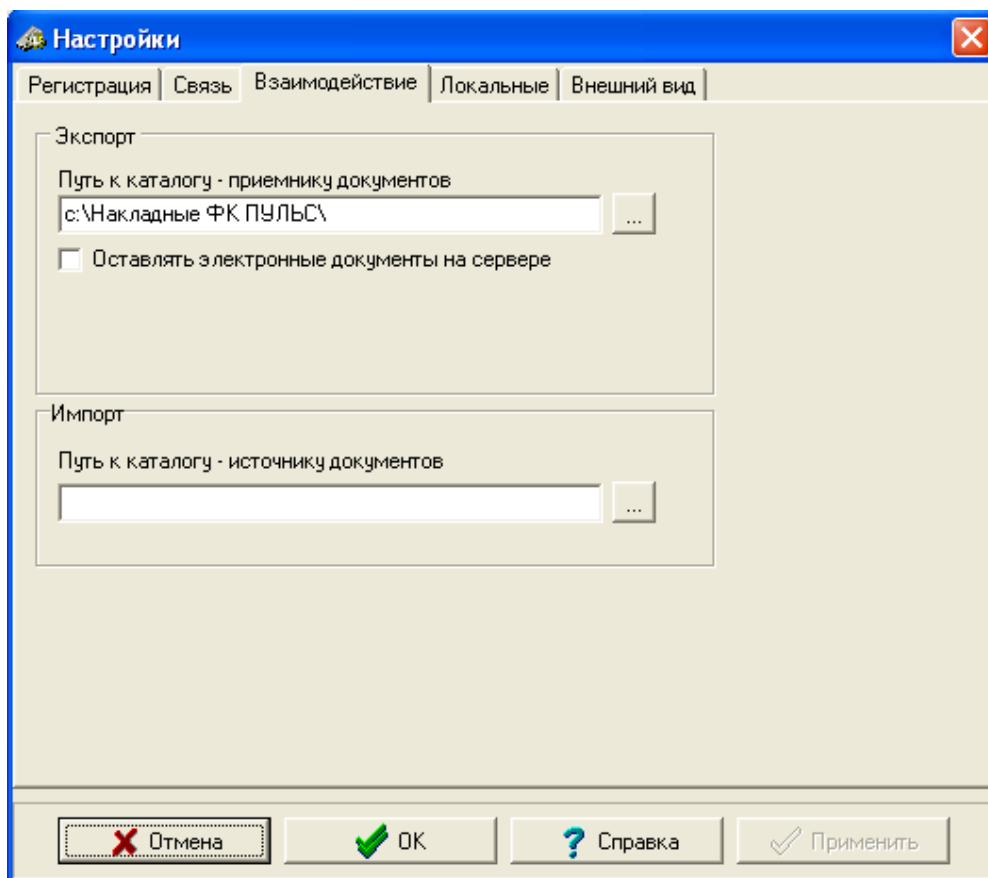 Настройки
Регистрация Связь Взаимодействие Локальные Внешний вид
Экспорт
Путь к каталогу - приемнику документов
с:\Накладные ФК ПУЛЬС\
...
Оставлять электронные документы на сервере
Импорт
Путь к каталогу - источнику документов
...
Отмена OK Справка Применить